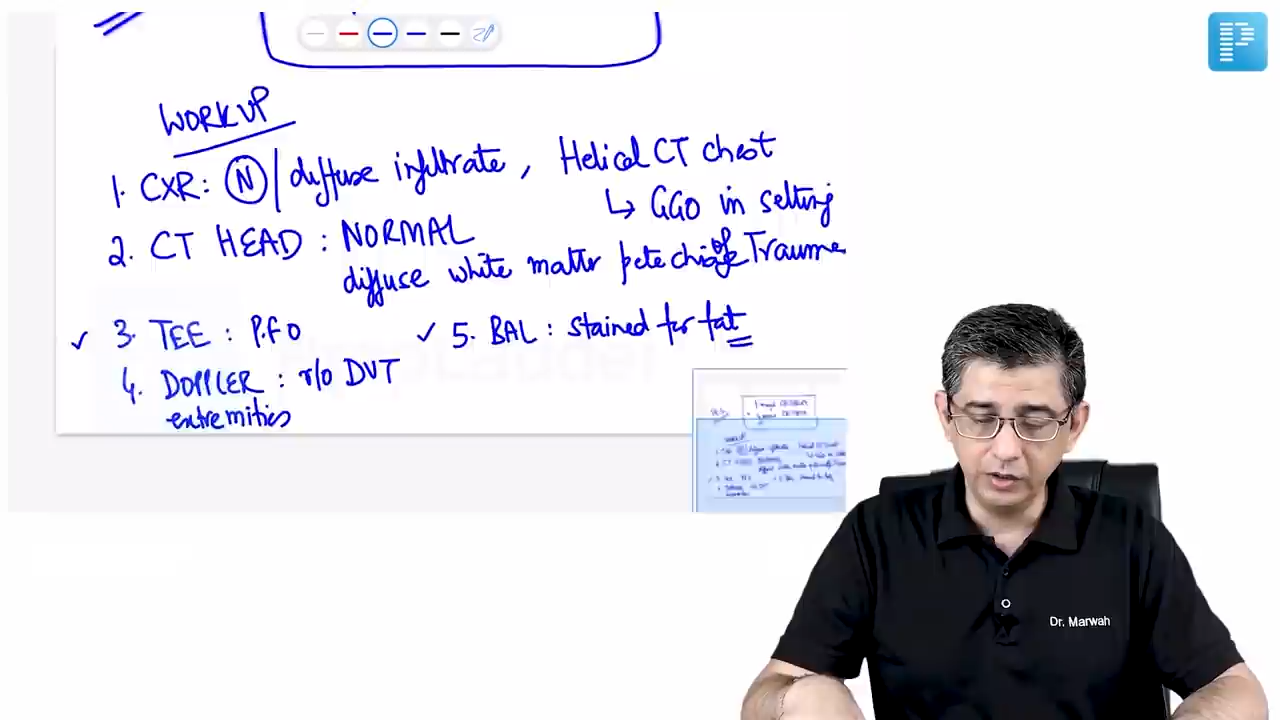 WORKUP
1. CXR: N / diffuse infiltrate, Helical CT chest
↳ GGO in setting of Trauma
2. CT HEAD : NORMAL
diffuse white matter petechiae
3. TEE : P.F.O
✓ 5. BAL : stained for fat
4. DOPPLER : r/o DVT
extremities
Dr. Marwah